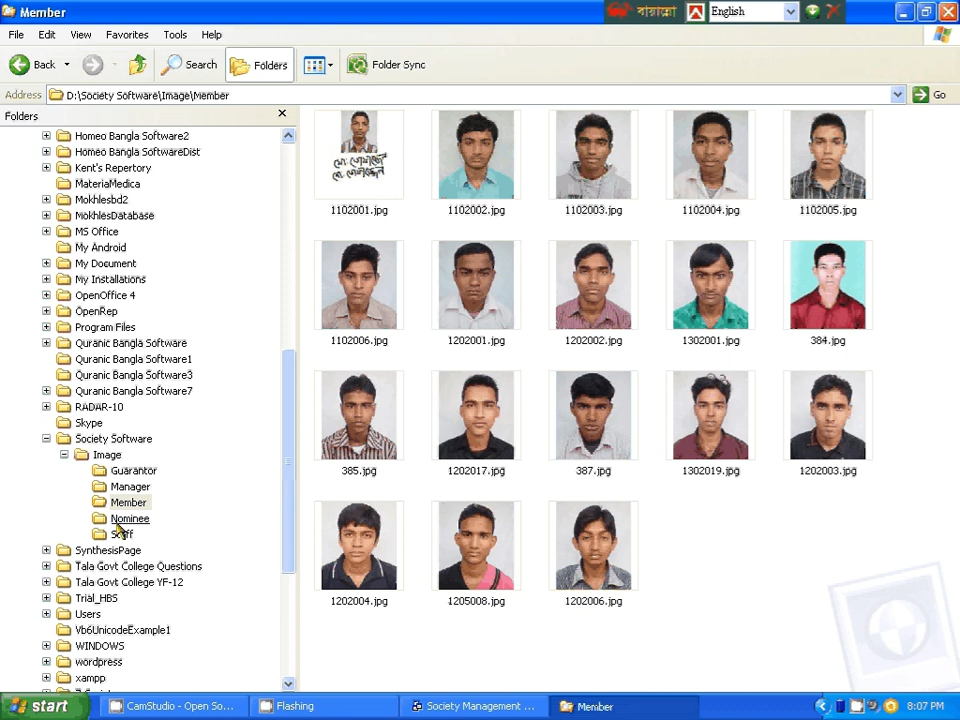 Member
বায়ান্নো
English
File Edit View Favorites Tools Help
Back Search Folders Folder Sync
Address D:\Society Software\Image\Member Go
Folders
Homeo Bangla Software2
Homeo Bangla SoftwareDist
Kent's Repertory
MateriaMedica
Mokhlesbd2
MokhlesDatabase
MS Office
My Android
My Document
My Installations
OpenOffice 4
OpenRep
Program Files
Quranic Bangla Software
Quranic Bangla Software1
Quranic Bangla Software3
Quranic Bangla Software7
RADAR-10
Skype
Society Software
Image
Guarantor
Manager
Member
Nominee
SynthesisPage
Tala Govt College Questions
Tala Govt College YF-12
Trial_HBS
Users
Vb6UnicodeExample1
WINDOWS
wordpress
xampp
1102001.jpg 1102002.jpg 1102003.jpg 1102004.jpg 1102005.jpg
1102006.jpg 1202001.jpg 1202002.jpg 1302001.jpg 384.jpg
385.jpg 1202017.jpg 387.jpg 1302019.jpg 1202003.jpg
1202004.jpg 1205008.jpg 1202006.jpg
start CamStudio - Open So... Flashing Society Management ... Member 8:07 PM